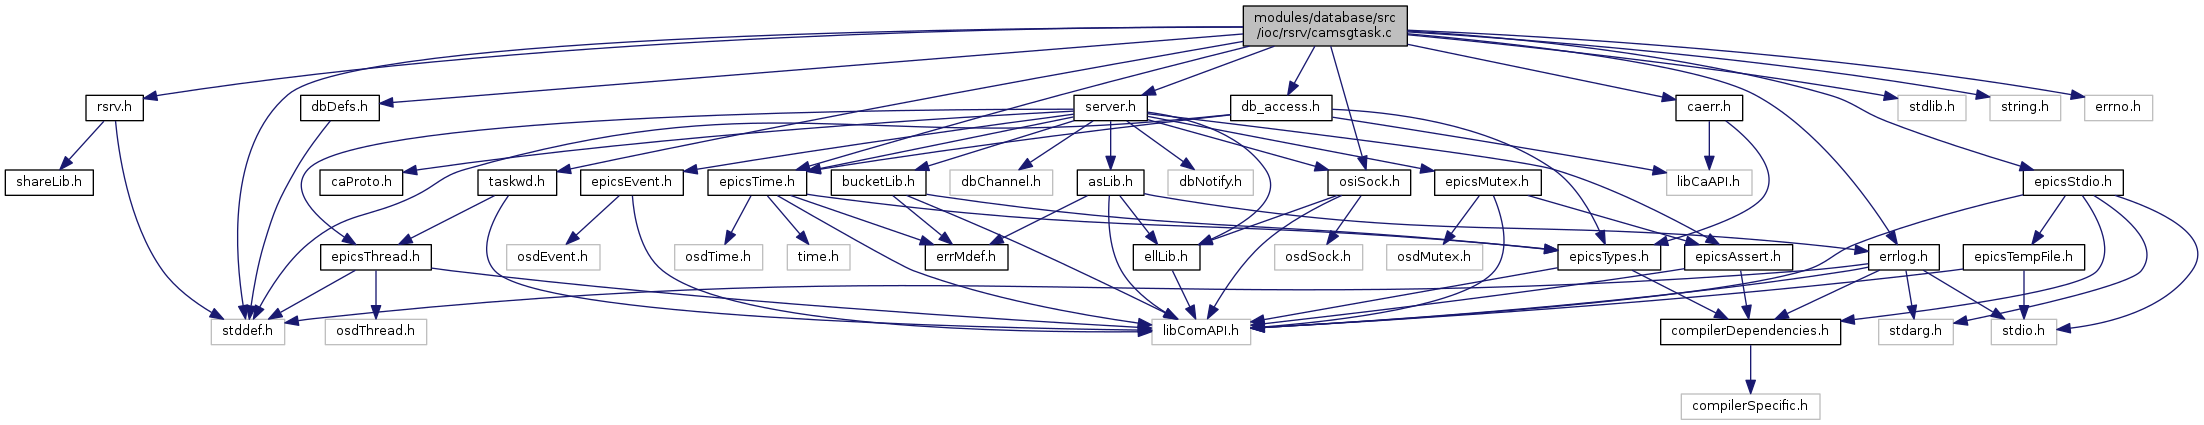 modules/database/src
/ioc/rsrv/camsgtask.c
rsrv.h
dbDefs.h
server.h
db_access.h
caerr.h
stdlib.h
string.h
errno.h
shareLib.h
caProto.h
taskwd.h
epicsEvent.h
epicsTime.h
bucketLib.h
dbChannel.h
asLib.h
dbNotify.h
osiSock.h
epicsMutex.h
libCaAPI.h
epicsStdio.h
epicsThread.h
osdEvent.h
osdTime.h
time.h
errMdef.h
ellLib.h
osdSock.h
osdMutex.h
epicsTypes.h
epicsAssert.h
errlog.h
epicsTempFile.h
stddef.h
osdThread.h
libComAPI.h
compilerDependencies.h
stdarg.h
stdio.h
compilerSpecific.h